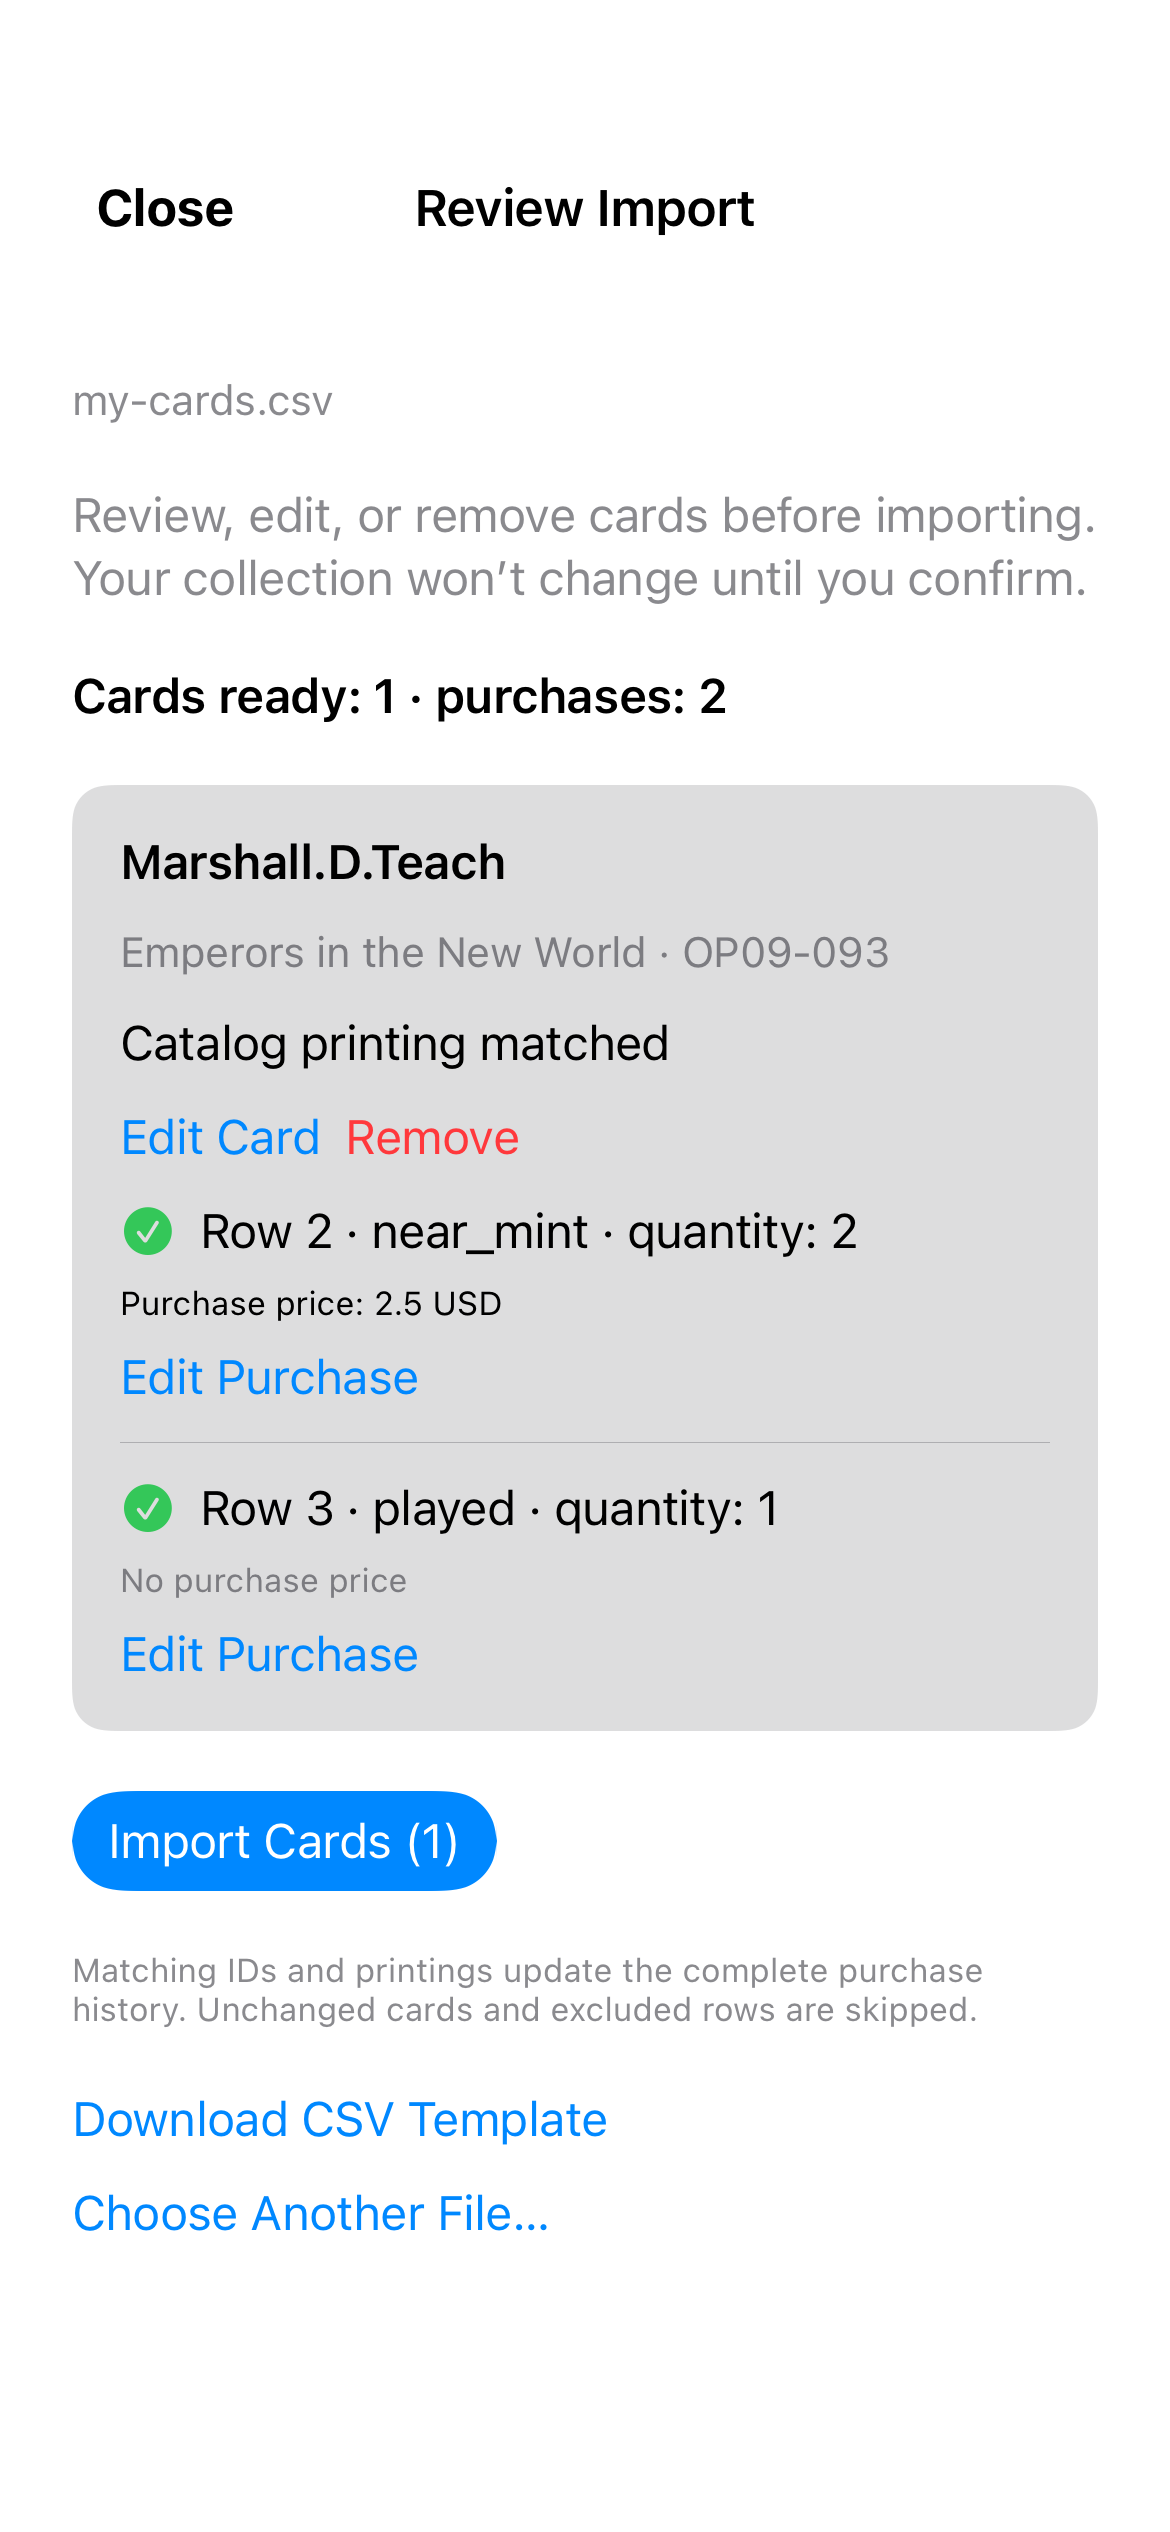 Close
Review Import
my-cards.csv
Review, edit, or remove cards before importing.
Your collection won’t change until you confirm.
Cards ready: 1 · purchases: 2
Marshall.D.Teach
Emperors in the New World · OP09-093
Catalog printing matched
Edit Card Remove
Row 2 · near_mint · quantity: 2
Purchase price: 2.5 USD
Edit Purchase
Row 3 · played · quantity: 1
No purchase price
Edit Purchase
Import Cards (1)
Matching IDs and printings update the complete purchase
history. Unchanged cards and excluded rows are skipped.
Download CSV Template
Choose Another File...